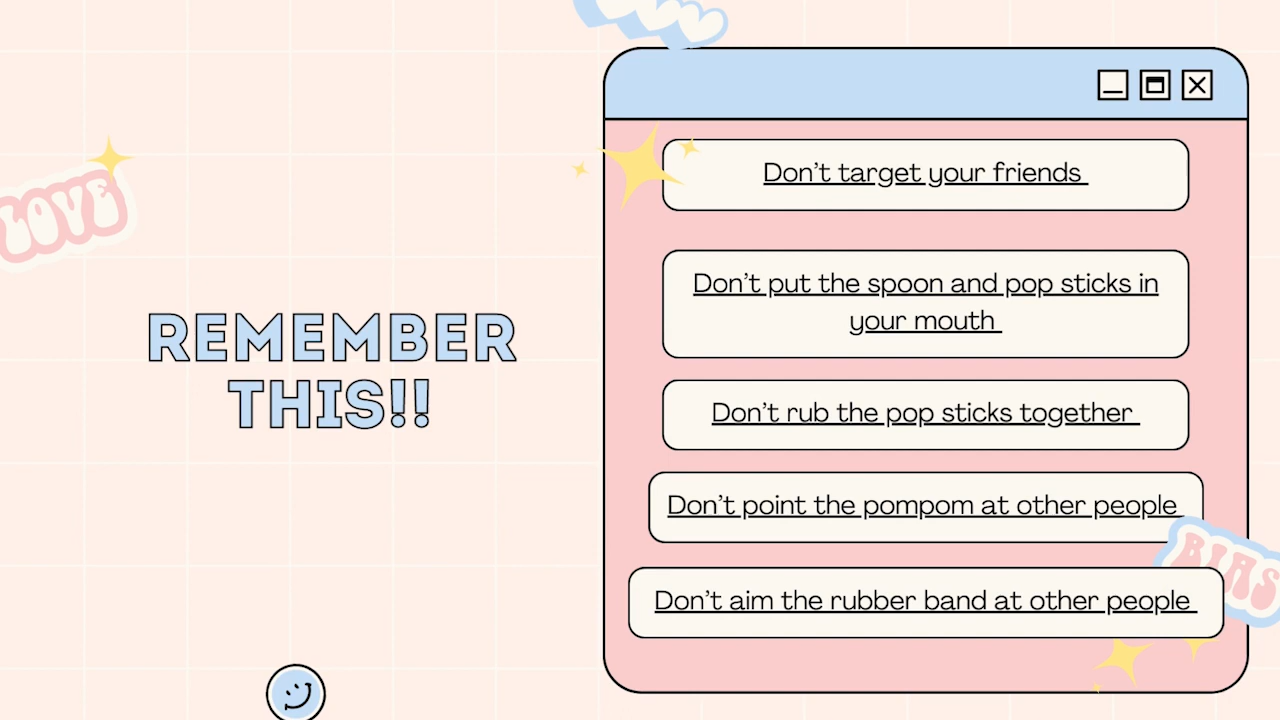 LOVE
REMEMBER
THIS!!
Don't target your friends
Don't put the spoon and pop sticks in
your mouth
Don't rub the pop sticks together
Don't point the pompom at other people
BIAS
Don't aim the rubber band at other people